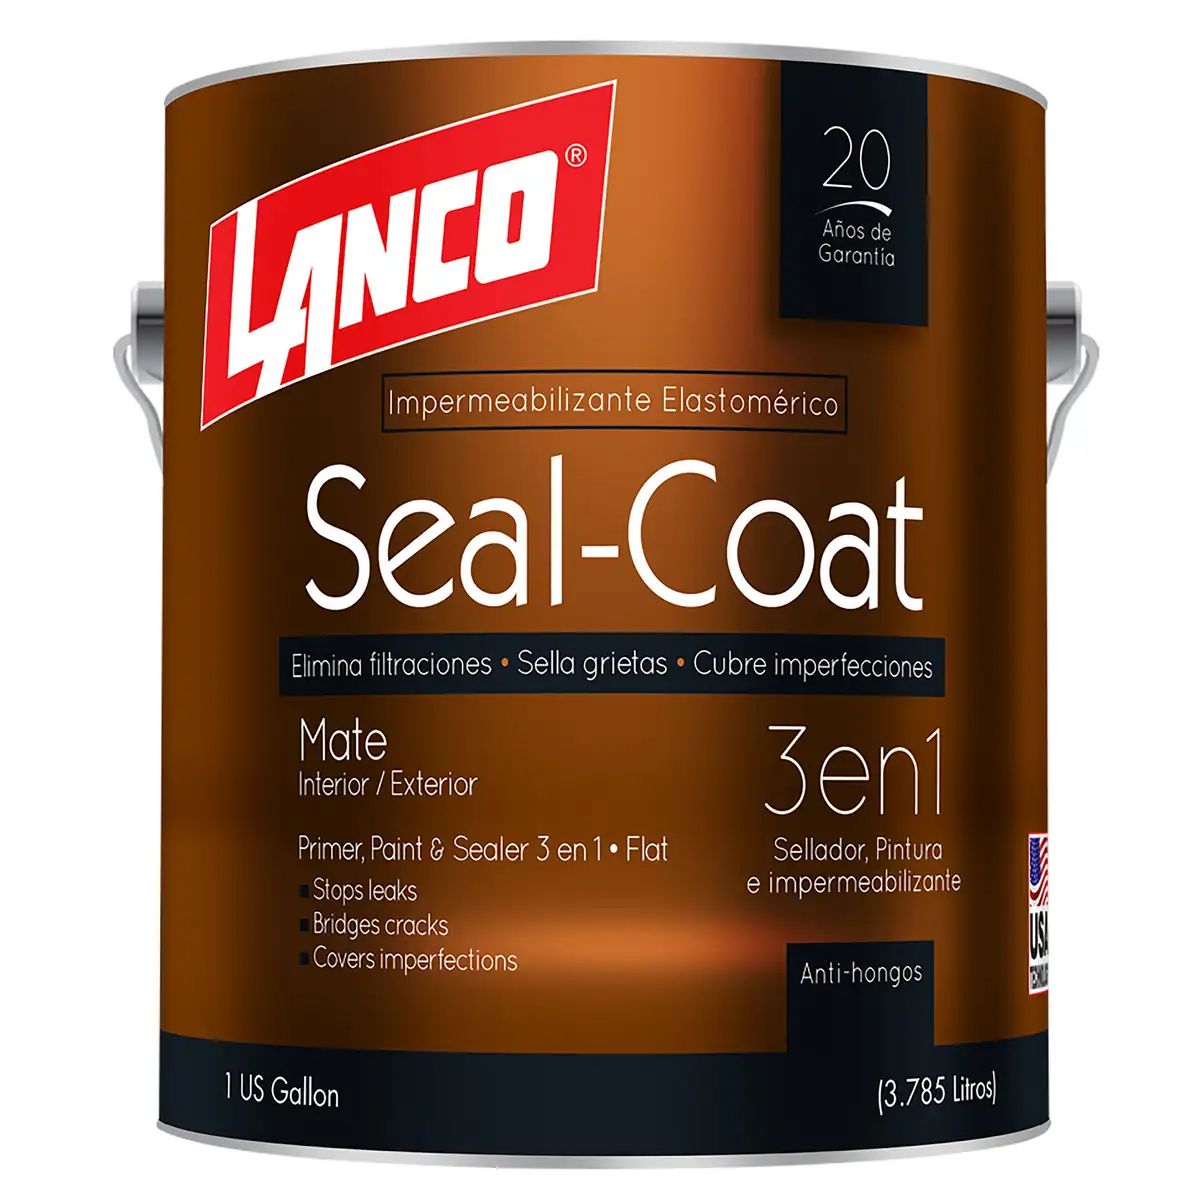 LANCO®
20
Años de
Garantía
Impermeabilizante Elastomérico
Seal-Coat
Elimina filtraciones • Sella grietas • Cubre imperfecciones
Mate
Interior / Exterior
3en1
Sellador, Pintura
e impermeabilizante
Primer, Paint & Sealer 3 en 1 • Flat
Stops leaks
Bridges cracks
Covers imperfections
USA
Anti-hongos
1 US Gallon
(3.785 Litros)